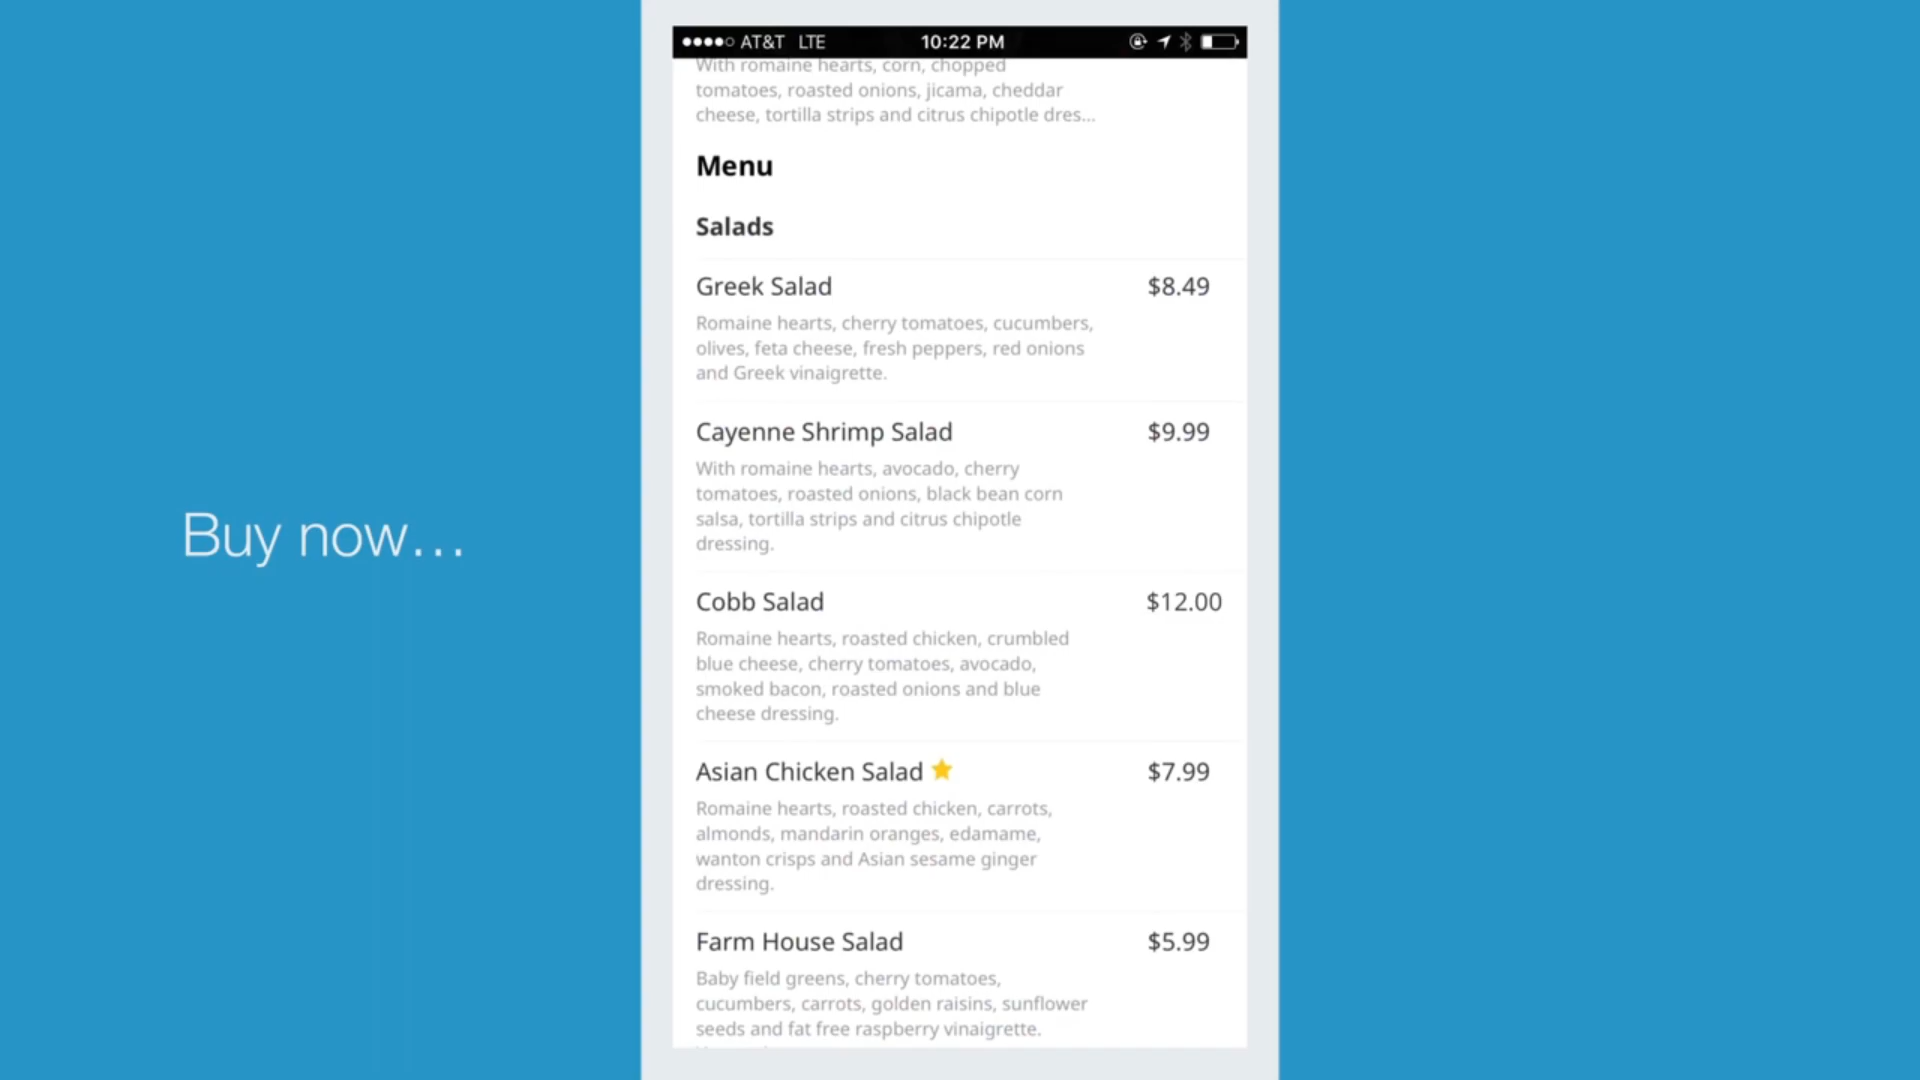 AT&T LTE 10:22 PM
With romaine hearts, corn, chopped
tomatoes, roasted onions, jicama, cheddar
cheese, tortilla strips and citrus chipotle dres...
Menu
Salads
Greek Salad $8.49
Romaine hearts, cherry tomatoes, cucumbers,
olives, feta cheese, fresh peppers, red onions
and Greek vinaigrette.
Cayenne Shrimp Salad $9.99
With romaine hearts, avocado, cherry
tomatoes, roasted onions, black bean corn
salsa, tortilla strips and citrus chipotle
dressing.
Buy now...
Cobb Salad $12.00
Romaine hearts, roasted chicken, crumbled
blue cheese, cherry tomatoes, avocado,
smoked bacon, roasted onions and blue
cheese dressing.
Asian Chicken Salad $7.99
Romaine hearts, roasted chicken, carrots,
almonds, mandarin oranges, edamame,
wanton crisps and Asian sesame ginger
dressing.
Farm House Salad $5.99
Baby field greens, cherry tomatoes,
cucumbers, carrots, golden raisins, sunflower
seeds and fat free raspberry vinaigrette.